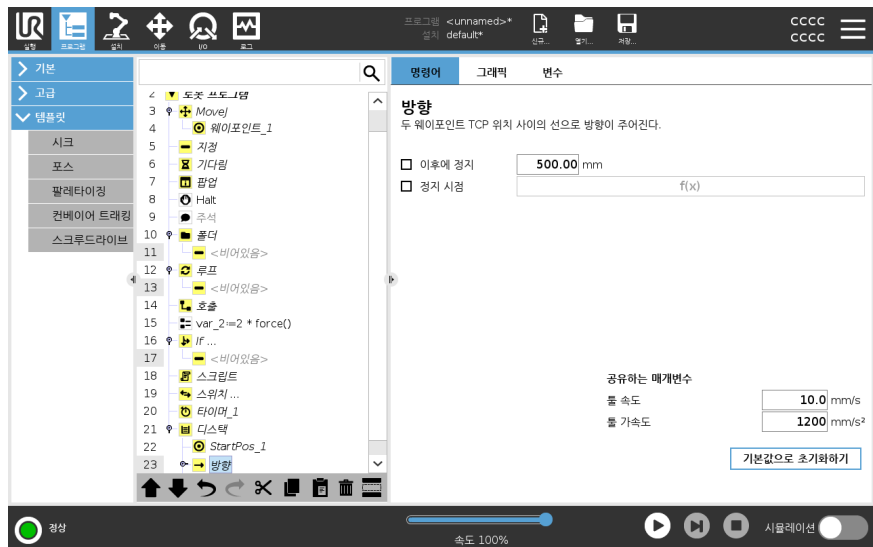 UR
실행
프로그램
설치
이동
I/O
로그
프로그램 <unnamed>*
설치 default*
신규...
열기...
저장...
CCCC
CCCC
기본
고급
템플릿
시크
포스
팔레타이징
컨베이어 트래킹
스크루드라이브
2 로봇 프로그램
3 MoveJ
4 웨이포인트_1
5 지정
6 기다림
7 팝업
8 Halt
9 주석
10 폴더
11 <비어있음>
12 루프
13 <비어있음>
14 호출
15 var_2≔2 * force()
16 If ...
17 <비어있음>
18 스크립트
19 스위치 ...
20 타이머_1
21 디스택
22 StartPos_1
23 방향
명령어 그래픽 변수
방향
두 웨이포인트 TCP 위치 사이의 선으로 방향이 주어진다.
이후에 정지 500.00 mm
정지 시점 f(x)
공유하는 매개변수
툴 속도 10.0 mm/s
툴 가속도 1200 mm/s²
기본값으로 초기화하기
정상
속도 100%
시뮬레이션